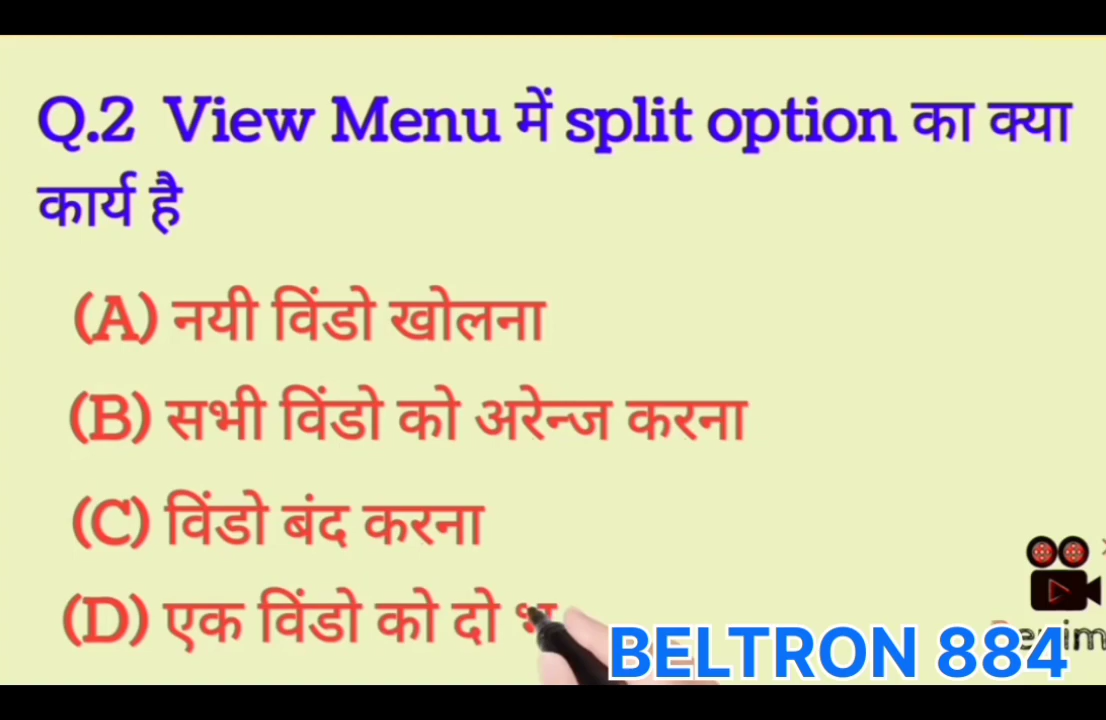 Q.2 View Menu में split option का क्या
कार्य है
(A) नयी विंडो खोलना
(B) सभी विंडो को अरेन्ज करना
(C) विंडो बंद करना
(D) एक विंडो को दो
BELTRON 884